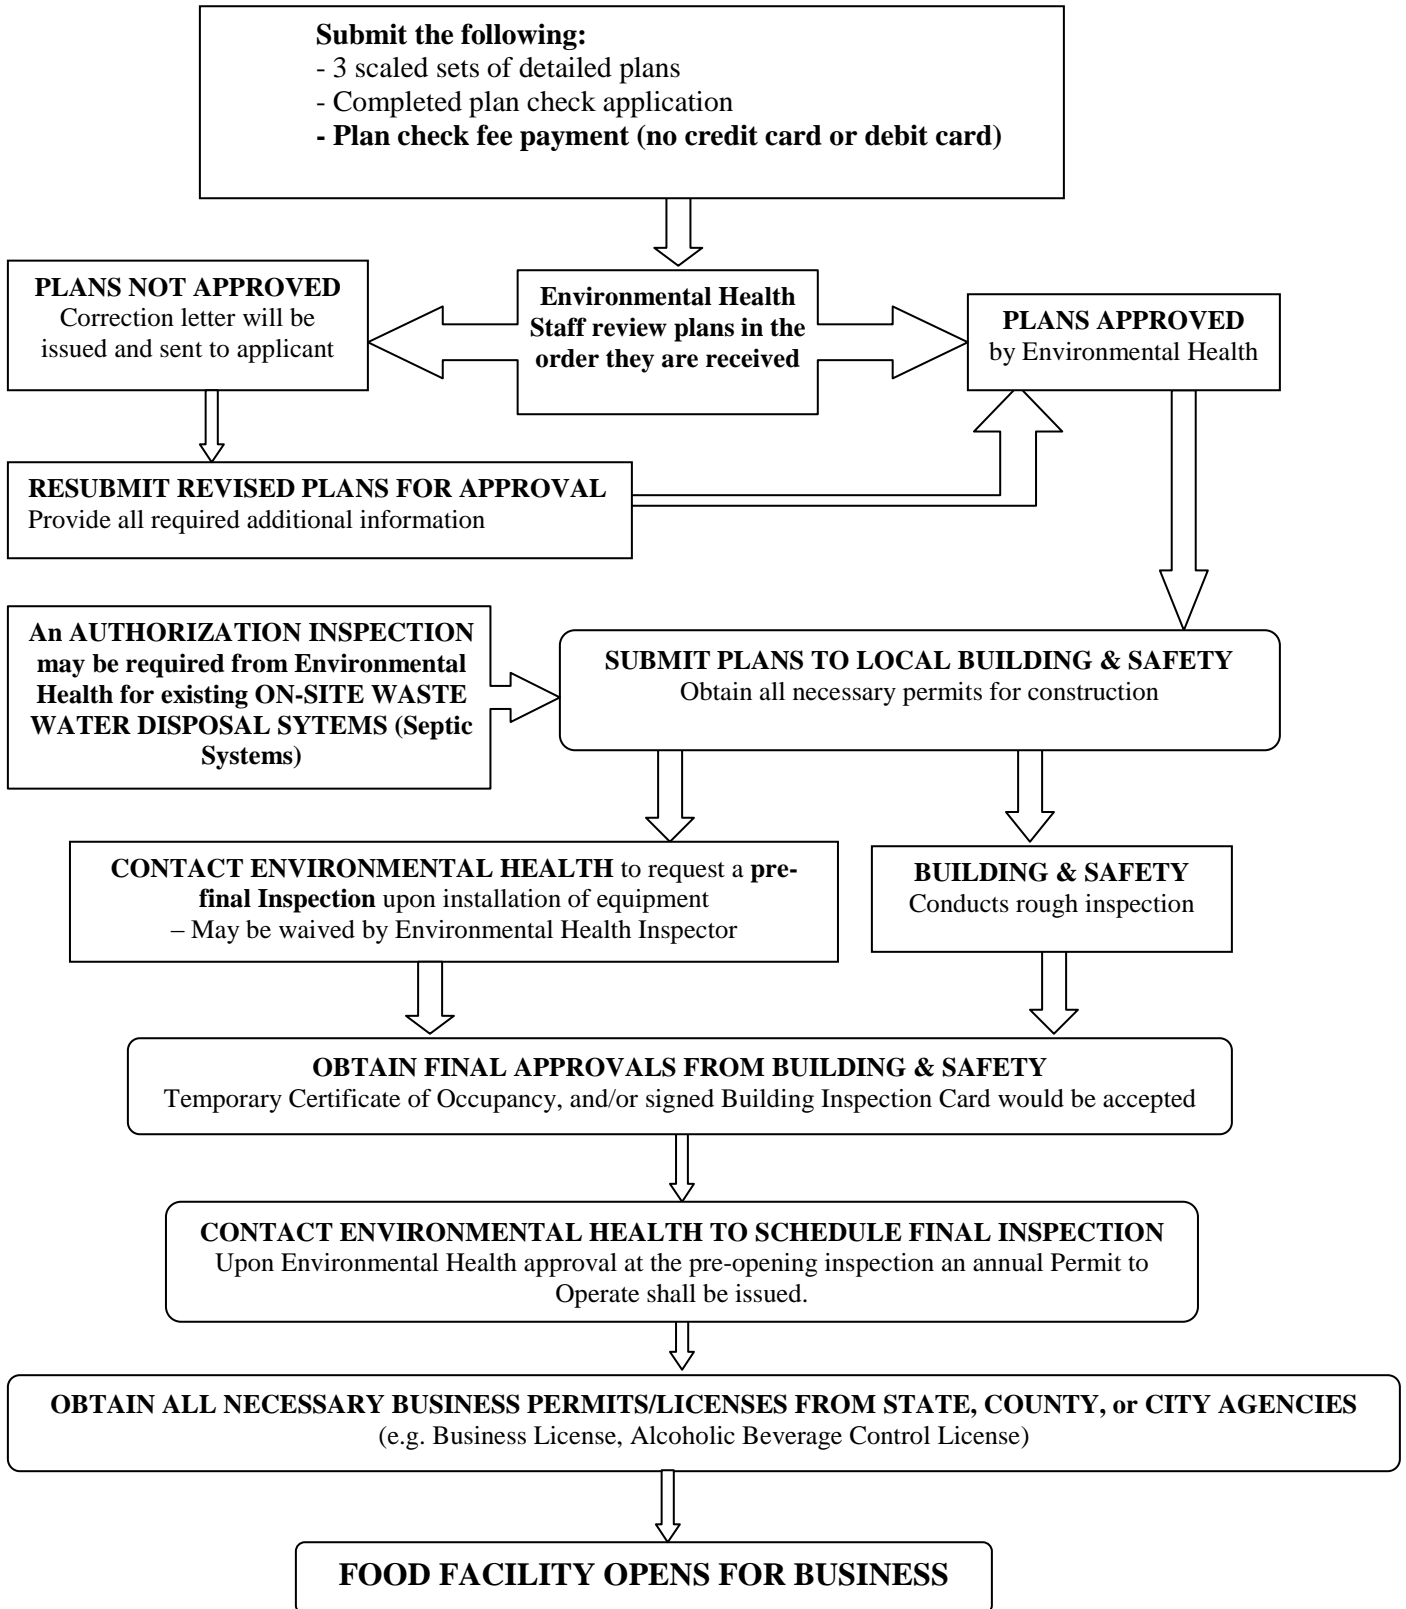 Submit the following:
- 3 scaled sets of detailed plans
- Completed plan check application
- Plan check fee payment (no credit card or debit card)
PLANS NOT APPROVED
Correction letter will be
issued and sent to applicant
Environmental Health
Staff review plans in the
order they are received
PLANS APPROVED
by Environmental Health
RESUBMIT REVISED PLANS FOR APPROVAL
Provide all required additional information
An AUTHORIZATION INSPECTION
may be required from Environmental
Health for existing ON-SITE WASTE
WATER DISPOSAL SYTEMS (Septic
Systems)
SUBMIT PLANS TO LOCAL BUILDING & SAFETY
Obtain all necessary permits for construction
CONTACT ENVIRONMENTAL HEALTH to request a pre-
final Inspection upon installation of equipment
– May be waived by Environmental Health Inspector
BUILDING & SAFETY
Conducts rough inspection
OBTAIN FINAL APPROVALS FROM BUILDING & SAFETY
Temporary Certificate of Occupancy, and/or signed Building Inspection Card would be accepted
CONTACT ENVIRONMENTAL HEALTH TO SCHEDULE FINAL INSPECTION
Upon Environmental Health approval at the pre-opening inspection an annual Permit to
Operate shall be issued.
OBTAIN ALL NECESSARY BUSINESS PERMITS/LICENSES FROM STATE, COUNTY, or CITY AGENCIES
(e.g. Business License, Alcoholic Beverage Control License)
FOOD FACILITY OPENS FOR BUSINESS